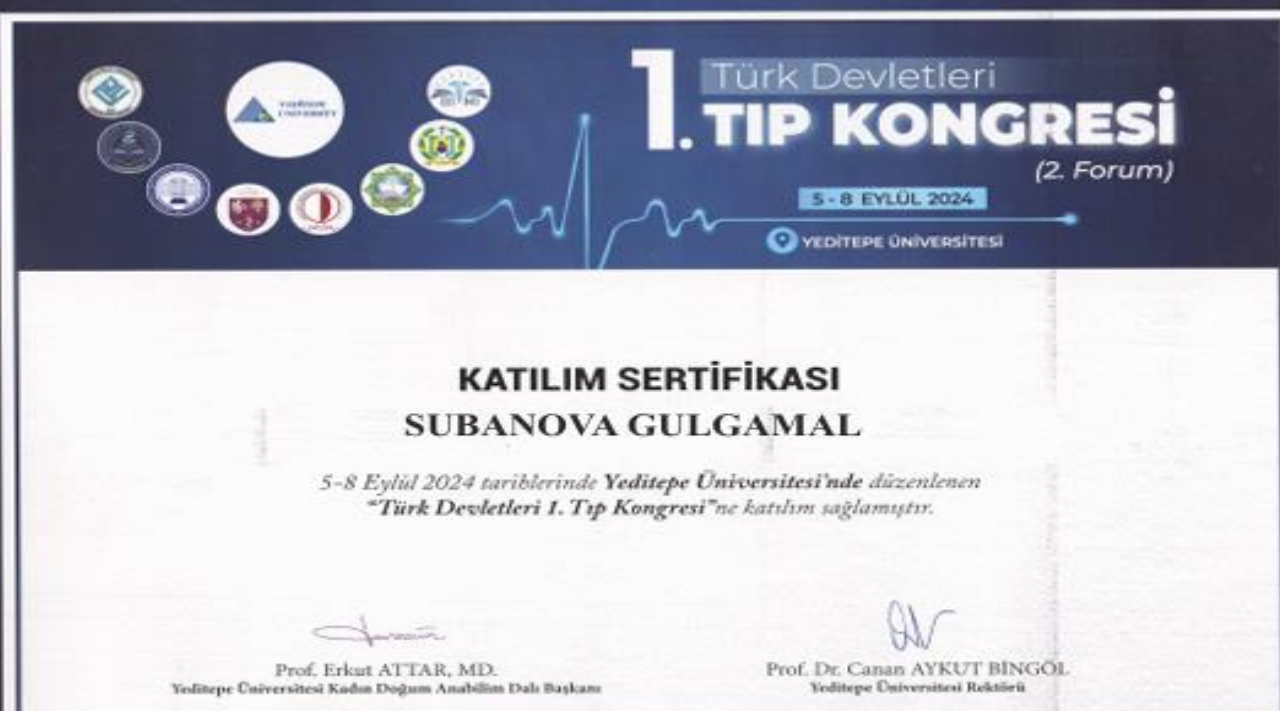 YEDİTEPE
UNIVERSITY
1. Türk Devletleri
TIP KONGRESİ
(2. Forum)
5 - 8 EYLÜL 2024
YEDİTEPE ÜNİVERSİTESİ
KATILIM SERTİFİKASI
SUBANOVA GULGAMAL
5-8 Eylül 2024 tarihlerinde Yeditepe Üniversitesi'nde düzenlenen
“Türk Devletleri 1. Tıp Kongresi”ne katılım sağlamıştır.
Prof. Erkut ATTAR, MD.
Yeditepe Üniversitesi Kadın Doğum Anabilim Dalı Başkanı
Prof. Dr. Canan AYKUT BİNGÖL
Yeditepe Üniversitesi Rektörü